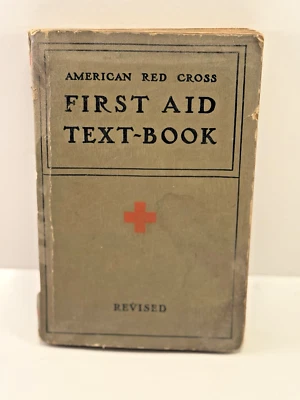 AMERICAN RED CROSS
FIRST AID
TEXT-BOOK
REVISED